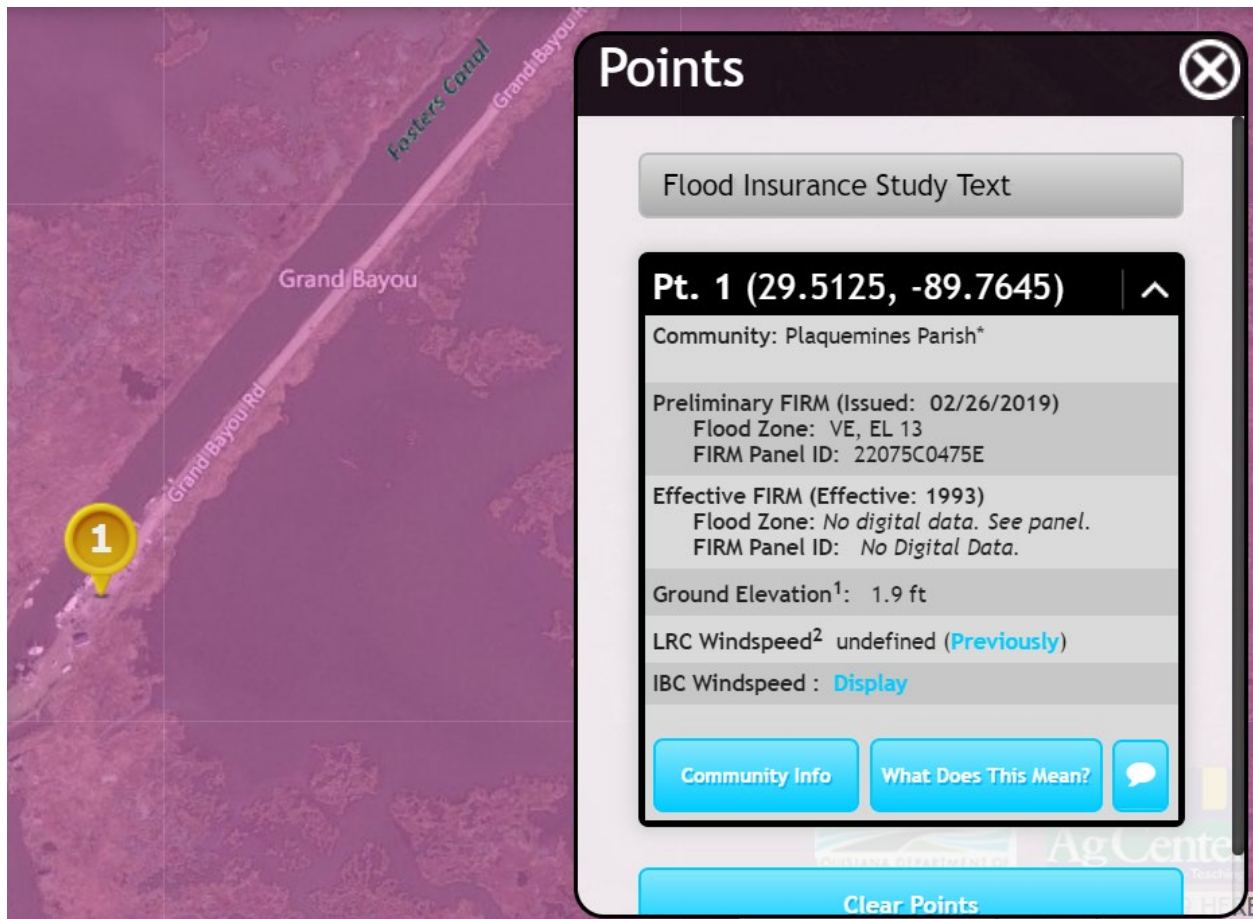 Fosters Canal
Grand Bayou
Grand Bayou
Grand Bayou Rd
1
Points
Flood Insurance Study Text
Pt. 1 (29.5125, -89.7645)
Community: Plaquemines Parish*
Preliminary FIRM (Issued: 02/26/2019)
Flood Zone: VE, EL 13
FIRM Panel ID: 22075C0475E
Effective FIRM (Effective: 1993)
Flood Zone: No digital data. See panel.
FIRM Panel ID: No Digital Data.
Ground Elevation1: 1.9 ft
LRC Windspeed2 undefined (Previously)
IBC Windspeed : Display
Community Info
What Does This Mean?
LOUISIANA DEPARTMENT OF
AgCenter
Clear Points